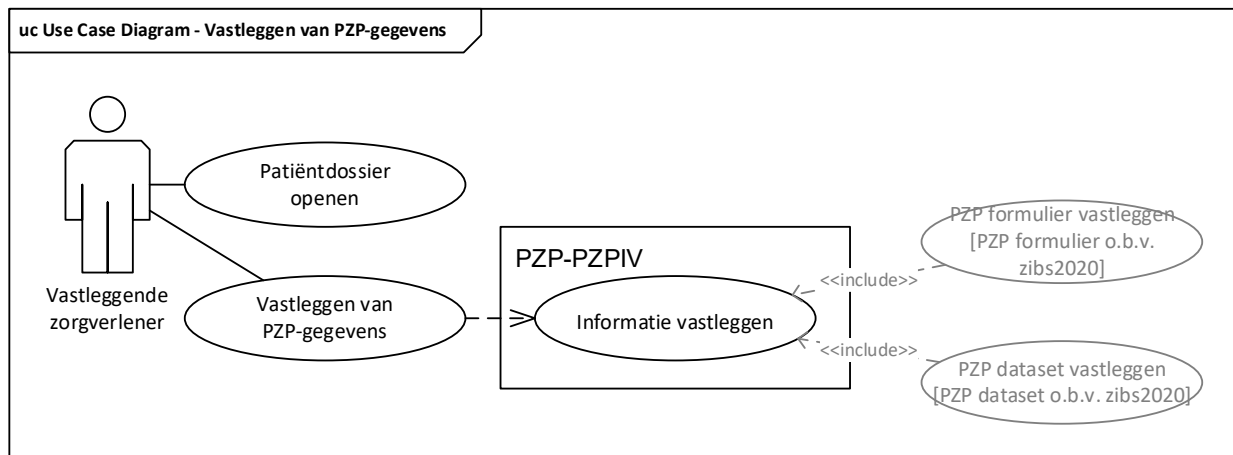 uc Use Case Diagram - Vastleggen van PZP-gegevens
Patiëntdossier
openen
Vastleggende
zorgverlener
Vastleggen van
PZP-gegevens
PZP-PZPIV
Informatie vastleggen
<<include>>
<<include>>
PZP formulier vastleggen
[PZP formulier o.b.v.
zibs2020]
PZP dataset vastleggen
[PZP dataset o.b.v. zibs2020]